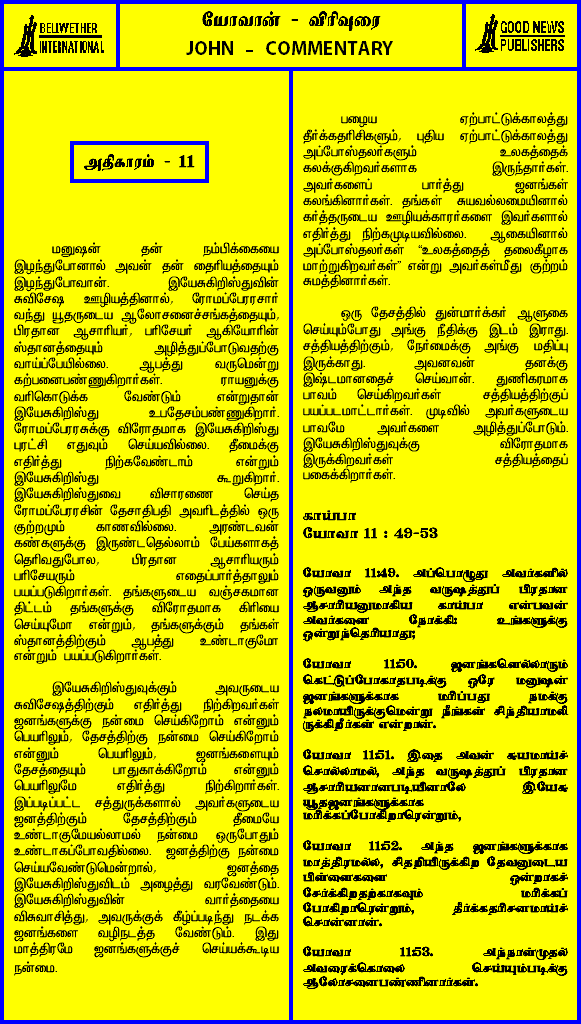 BELWETHER
INTERNATIONAL
யோவான் - விரிவுரை
JOHN - COMMENTARY
GOOD NEWS
PUBLISHERS
அதிகாரம் - 11
மனுஷன் தன் நம்பிக்கையை
இழந்துபோனால் அவன் தன் தைரியத்தையும்
இழந்துபோவான். இயேசுகிறிஸ்துவின்
சுவிசேஷ ஊழியத்தினால், ரோமப்பேரரசார்
வந்து யூதருடைய ஆலோசனைச்சங்கத்தையும்,
பிரதான ஆசாரியர், பரிசேயர் ஆகியோரின்
ஸ்தானத்தையும் அழித்துப்போடுவதற்கு
வாய்ப்பேயில்லை. ஆபத்து வருமென்று
கற்பனைபண்ணுகிறார்கள். ராயனுக்கு
வரிகொடுக்க வேண்டும் என்றுதான்
இயேசுகிறிஸ்து உபதேசம்பண்ணுகிறார்.
ரோமப்பேரரசுக்கு விரோதமாக இயேசுகிறிஸ்து
புரட்சி எதுவும் செய்யவில்லை. தீமைக்கு
எதிர்த்து நிற்கவேண்டாம் என்றும்
இயேசுகிறிஸ்து கூறுகிறார்.
இயேசுகிறிஸ்துவை விசாரணை செய்த
ரோமப்பேரரசின் தேசாதிபதி அவரிடத்தில் ஒரு
குற்றமும் காணவில்லை. அரண்டவன்
கண்களுக்கு இருண்டதெல்லாம் பேய்களாகத்
தெரிவதுபோல, பிரதான ஆசாரியரும்
பரிசேயரும் எதைப்பார்த்தாலும்
பயப்படுகிறார்கள். தங்களுடைய வஞ்சகமான
திட்டம் தங்களுக்கு விரோதமாக கிரியை
செய்யுமோ என்றும், தங்களுக்கும் தங்கள்
ஸ்தானத்திற்கும் ஆபத்து உண்டாகுமோ
என்றும் பயப்படுகிறார்கள்.
இயேசுகிறிஸ்துவுக்கும் அவருடைய
சுவிசேஷத்திற்கும் எதிர்த்து நிற்கிறவர்கள்
ஜனங்களுக்கு நன்மை செய்கிறோம் என்னும்
பெயரிலும், தேசத்திற்கு நன்மை செய்கிறோம்
என்னும் பெயரிலும், ஜனங்களையும்
தேசத்தையும் பாதுகாக்கிறோம் என்னும்
பெயரிலுமே எதிர்த்து நிற்கிறார்கள்.
இப்படிப்பட்ட சத்துருக்களால் அவர்களுடைய
ஜனத்திற்கும் தேசத்திற்கும் தீமையே
உண்டாகுமேயல்லாமல் நன்மை ஒருபோதும்
உண்டாகப்போவதில்லை. ஜனத்திற்கு நன்மை
செய்யவேண்டுமென்றால், ஜனத்தை
இயேசுகிறிஸ்துவிடம் அழைத்து வரவேண்டும்.
இயேசுகிறிஸ்துவின் வார்த்தையை
விசுவாசித்து, அவருக்குக் கீழ்ப்படிந்து நடக்க
ஜனங்களை வழிநடத்த வேண்டும். இது
மாத்திரமே ஜனங்களுக்குச் செய்யக்கூடிய
நன்மை.
பழைய ஏற்பாட்டுக்காலத்து
தீர்க்கதரிசிகளும், புதிய ஏற்பாட்டுக்காலத்து
அப்போஸ்தலர்களும் உலகத்தைக்
கலக்குகிறவர்களாக இருந்தார்கள்.
அவர்களைப் பார்த்து ஜனங்கள்
கலங்கினார்கள். தங்கள் சுயவல்லமையினால்
கர்த்தருடைய ஊழியக்காரர்களை இவர்களால்
எதிர்த்து நிற்கமுடியவில்லை. ஆகையினால்
அப்போஸ்தலர்கள் “உலகத்தைத் தலைகீழாக
மாற்றுகிறவர்கள்” என்று அவர்கள்மீது குற்றம்
சுமத்தினார்கள்.
ஒரு தேசத்தில் துன்மார்க்கர் ஆளுகை
செய்யும்போது அங்கு நீதிக்கு இடம் இராது.
சத்தியத்திற்கும், நேர்மைக்கு அங்கு மதிப்பு
இருக்காது. அவனவன் தனக்கு
இஷ்டமானதைச் செய்வான். துணிகரமாக
பாவம் செய்கிறவர்கள் சத்தியத்திற்குப்
பயப்படமாட்டார்கள். முடிவில் அவர்களுடைய
பாவமே அவர்களை அழித்துப்போடும்.
இயேசுகிறிஸ்துவுக்கு விரோதமாக
இருக்கிறவர்கள் சத்தியத்தைப்
பகைக்கிறார்கள்.
காய்பா
யோவா 11 : 49-53
யோவா 11:49. அப்பொழுது அவர்களில்
ஒருவனும் அந்த வருஷத்துப் பிரதான
ஆசாரியனுமாகிய காய்பா என்பவன்
அவர்களை நோக்கி: உங்களுக்கு
ஒன்றுந்தெரியாது;
யோவா 11:50. ஜனங்களெல்லாரும்
கெட்டுப்போகாதபடிக்கு ஒரே மனுஷன்
ஜனங்களுக்காக மரிப்பது நமக்கு
நலமாயிருக்குமென்று நீங்கள் சிந்தியாமலி
ருக்கிறீர்கள் என்றான்.
யோவா 11:51. இதை அவன் சுயமாய்ச்
சொல்லாமல், அந்த வருஷத்துப் பிரதான
ஆசாரியனானபடியினாலே இயேசு
யூதஜனங்களுக்காக
மரிக்கப்போகிறாரென்றும்,
யோவா 11:52. அந்த ஜனங்களுக்காக
மாத்திரமல்ல, சிதறியிருக்கிற தேவனுடைய
பிள்ளைகளை ஒன்றாகச்
சேர்க்கிறதற்காகவும் மரிக்கப்
போகிறாரென்றும், தீர்க்கதரிசனமாய்ச்
சொன்னான்.
யோவா 11:53. அந்நாள்முதல்
அவரைக்கொலை செய்யும்படிக்கு
ஆலோசனைபண்ணினார்கள்.